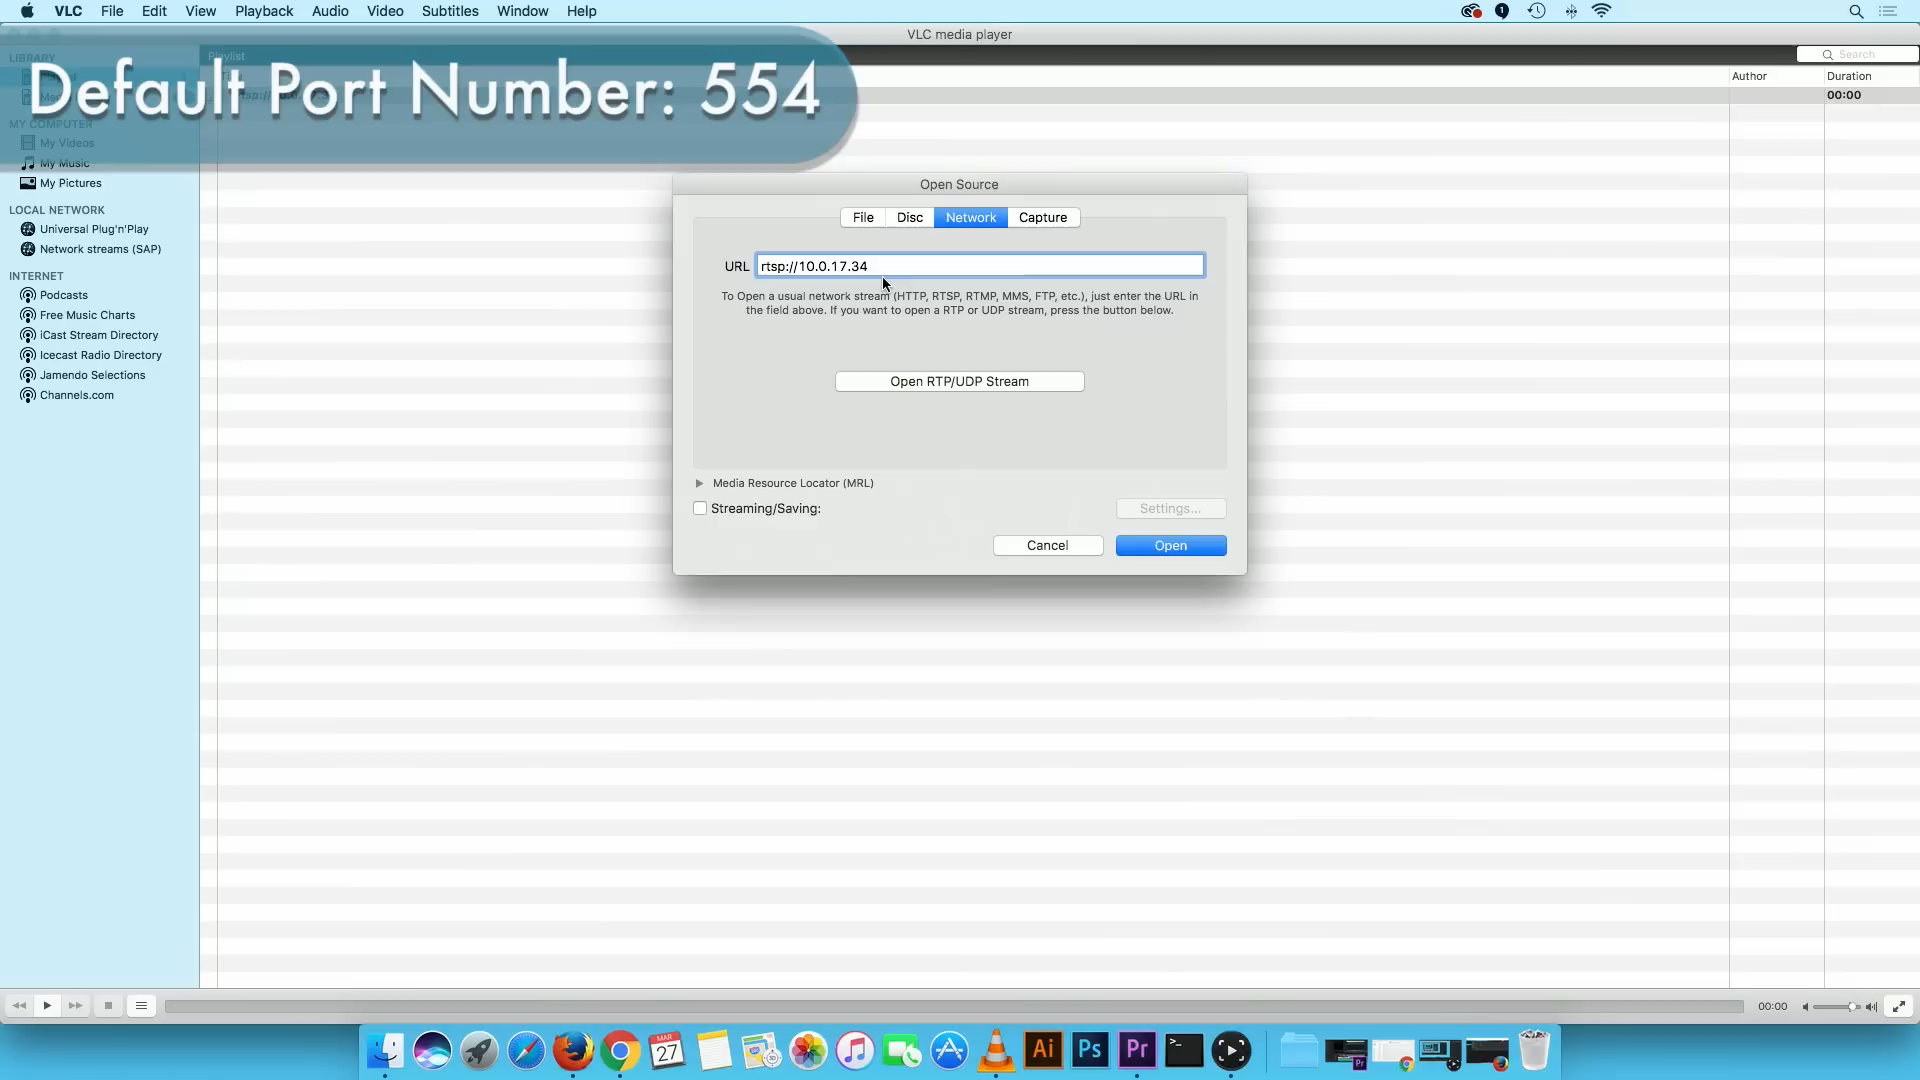 VLC File Edit View Playback Audio Video Subtitles Window Help
VLC media player
LIBRARY
Playlist
Search
Author
Duration
Default Port Number: 554
00:00
MY COMPUTER
My Videos
My Music
My Pictures
LOCAL NETWORK
Universal Plug'n'Play
Network streams (SAP)
INTERNET
Podcasts
Free Music Charts
iCast Stream Directory
Icecast Radio Directory
Jamendo Selections
Channels.com
Open Source
File Disc Network Capture
URL rtsp://10.0.17.34
To Open a usual network stream (HTTP, RTSP, RTMP, MMS, FTP, etc.), just enter the URL in
the field above. If you want to open a RTP or UDP stream, press the button below.
Open RTP/UDP Stream
Media Resource Locator (MRL)
Streaming/Saving:
Settings...
Cancel
Open
00:00
MAR
27
Ai
Ps
Pr